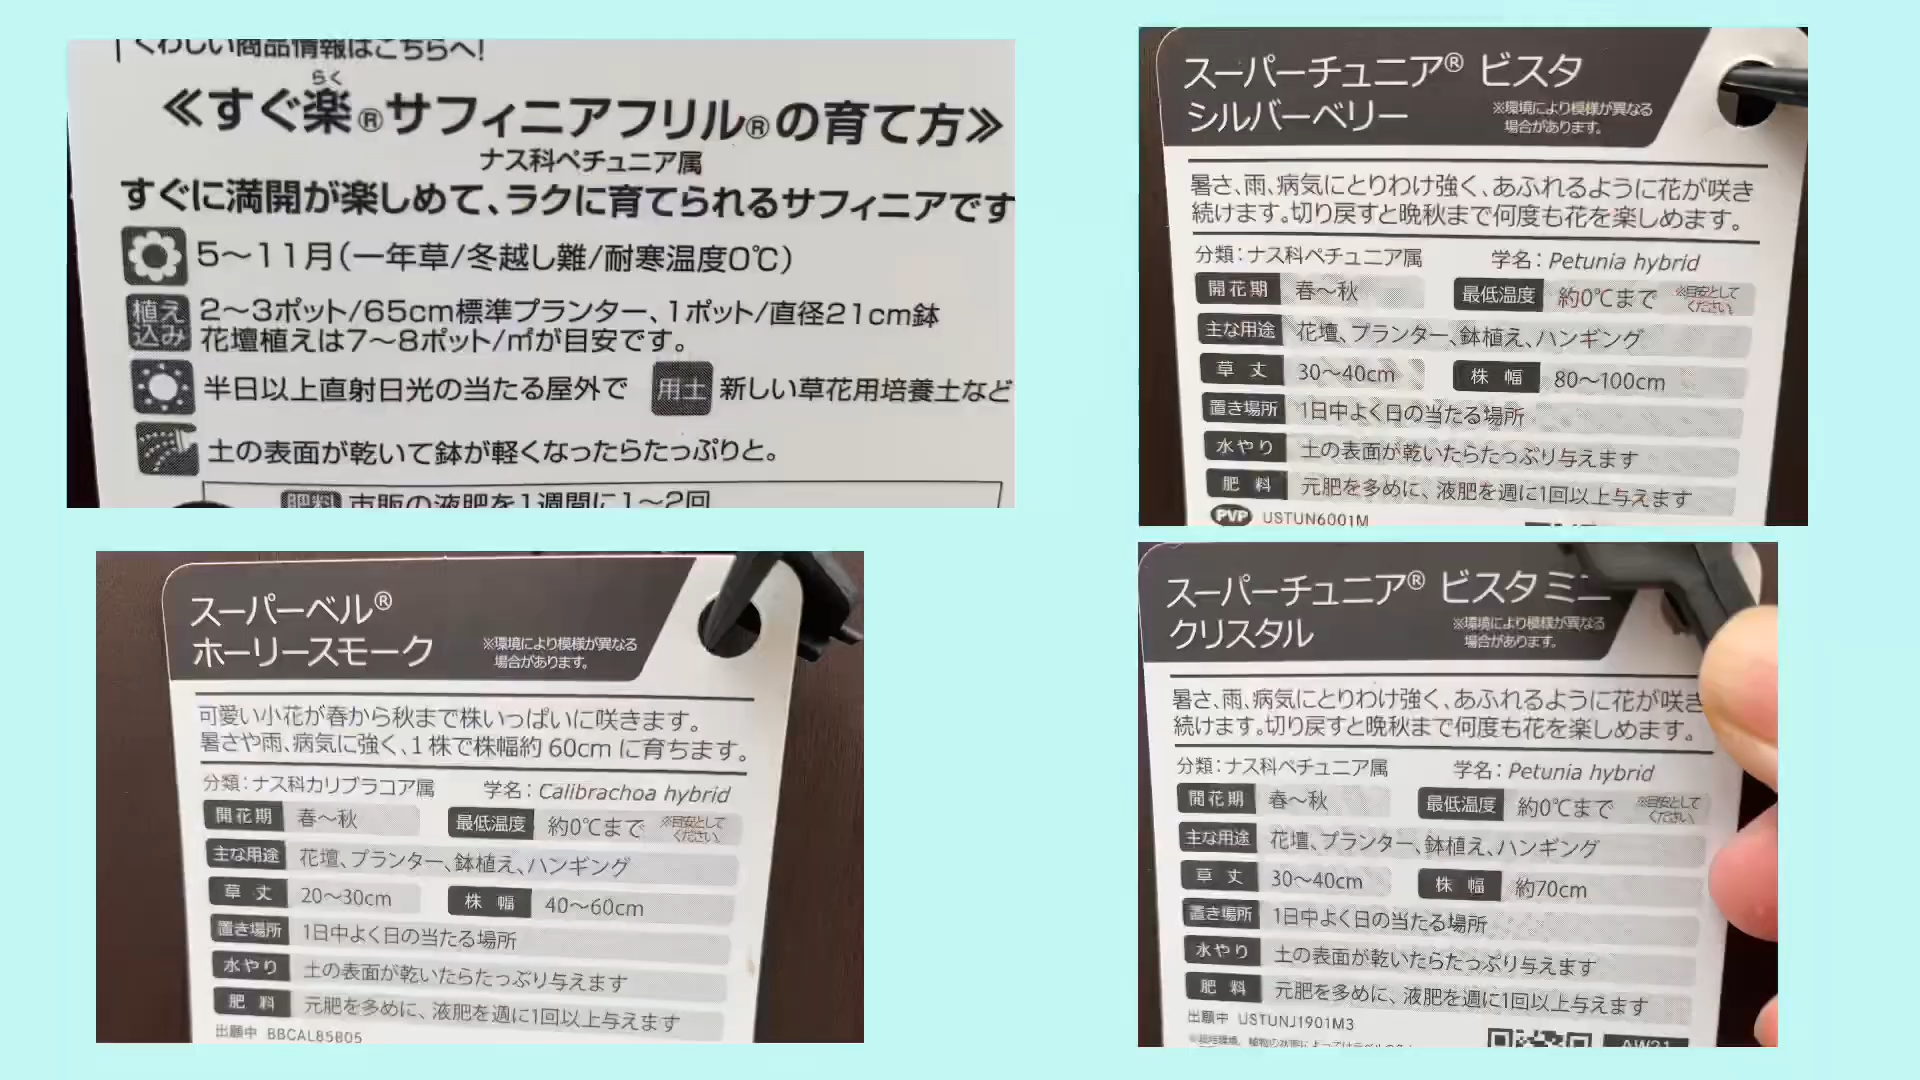 くわしい商品情報はこちらへ!
らく
≪すぐ楽®サフィニアフリル®の育て方≫
ナス科ペチュニア属
すぐに満開が楽しめて、ラクに育てられるサフィニアです
5〜11月(一年草/冬越し難/耐寒温度0℃)
植え込み 2〜3ポット/65cm標準プランター、1ポット/直径21cm鉢
花壇植えは7〜8ポット/㎡が目安です。
半日以上直射日光の当たる屋外で 用土 新しい草花用培養土など
土の表面が乾いて鉢が軽くなったらたっぷりと。
肥料 市販の液肥を1週間に1〜2回
スーパーチュニア® ビスタ
シルバーベリー ※環境により模様が異なる
場合があります。
暑さ、雨、病気にとりわけ強く、あふれるように花が咲き
続けます。切り戻すと晩秋まで何度も花を楽しめます。
分類：ナス科ペチュニア属 学名：Petunia hybrid
開花期 春〜秋 最低温度 約0℃まで ※目安として
ください。
主な用途 花壇、プランター、鉢植え、ハンギング
草丈 30〜40cm 株幅 80〜100cm
置き場所 1日中よく日の当たる場所
水やり 土の表面が乾いたらたっぷり与えます
肥料 元肥を多めに、液肥を週に1回以上与えます
PVP USTUN6001M
スーパーベル®
ホーリースモーク ※環境により模様が異なる
場合があります。
可愛い小花が春から秋まで株いっぱいに咲きます。
暑さや雨、病気に強く、1株で株幅約60cmに育ちます。
分類：ナス科カリブラコア属 学名：Calibrachoa hybrid
開花期 春〜秋 最低温度 約0℃まで ※目安として
ください。
主な用途 花壇、プランター、鉢植え、ハンギング
草丈 20〜30cm 株幅 40〜60cm
置き場所 1日中よく日の当たる場所
水やり 土の表面が乾いたらたっぷり与えます
肥料 元肥を多めに、液肥を週に1回以上与えます
出願中 BBCAL85B05
スーパーチュニア® ビスタ ミニ
クリスタル ※環境により模様が異なる
場合があります。
暑さ、雨、病気にとりわけ強く、あふれるように花が咲き
続けます。切り戻すと晩秋まで何度も花を楽しめます。
分類：ナス科ペチュニア属 学名：Petunia hybrid
開花期 春〜秋 最低温度 約0℃まで ※目安として
ください。
主な用途 花壇、プランター、鉢植え、ハンギング
草丈 30〜40cm 株幅 約70cm
置き場所 1日中よく日の当たる場所
水やり 土の表面が乾いたらたっぷり与えます
肥料 元肥を多めに、液肥を週に1回以上与えます
出願中 USTUNJ1901M3